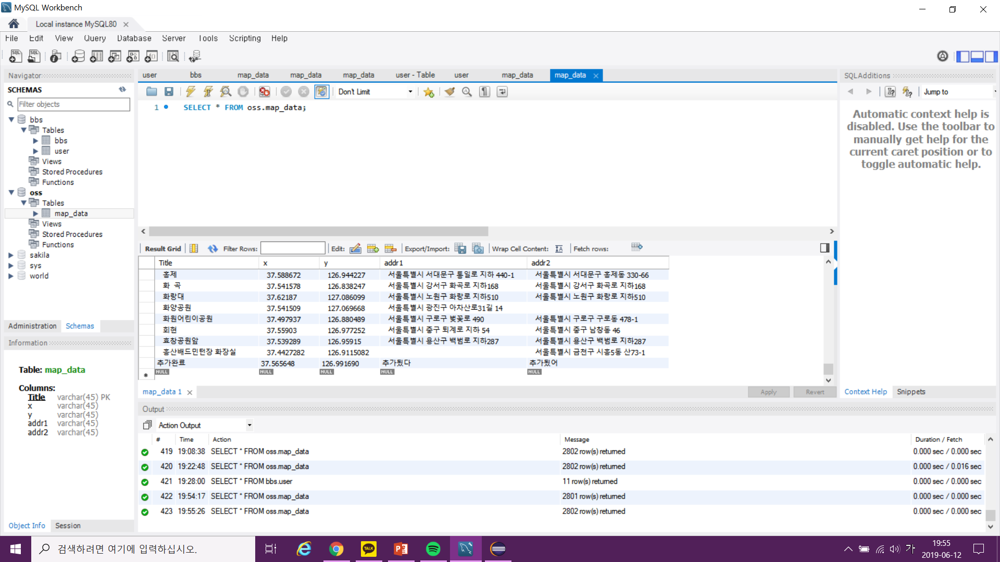 MySQL Workbench
Local instance MySQL80
File Edit View Query Database Server Tools Scripting Help
Navigator
SCHEMAS
Filter objects
bbs
Tables
bbs
user
Views
Stored Procedures
Functions
oss
Tables
map_data
Views
Stored Procedures
Functions
sakila
sys
world
Administration Schemas
Information
Table: map_data
Columns:
Title varchar(45) PK
x varchar(45)
y varchar(45)
addr1 varchar(45)
addr2 varchar(45)
Object Info Session
user bbs map_data map_data map_data user - Table user map_data map_data
Don't Limit
1 SELECT * FROM oss.map_data;
Result Grid Filter Rows: Edit: Export/Import: Wrap Cell Content: Fetch rows:
Title x y addr1 addr2
홍제 37.588672 126.944227 서울특별시 서대문구 통일로 지하 440-1 서울특별시 서대문구 홍제동 330-66
화 곡 37.541578 126.838247 서울특별시 강서구 화곡로 지하168 서울특별시 강서구 화곡로 지하168
화랑대 37.62187 127.086099 서울특별시 노원구 화랑로 지하510 서울특별시 노원구 화랑로 지하510
화양공원 37.541509 127.069668 서울특별시 광진구 아차산로31길 14
화원어린이공원 37.497937 126.880489 서울특별시 구로구 벚꽃로 490 서울특별시 구로구 구로동 478-1
회현 37.55903 126.977252 서울특별시 중구 퇴계로 지하 54 서울특별시 중구 남창동 46
효창공원앞 37.539289 126.95915 서울특별시 용산구 백범로 지하287 서울특별시 용산구 백범로 지하287
흥산배드민턴장 화장실 37.4427282 126.9115082 서울특별시 금천구 시흥5동 산73-1
추가완료 37.565648 126.991690 추가됬다 추가됬어
NULL NULL NULL NULL NULL
map_data 1 Apply Revert
Output
Action Output
# Time Action Message Duration / Fetch
419 19:08:38 SELECT * FROM oss.map_data 2802 row(s) returned 0.000 sec / 0.000 sec
420 19:22:48 SELECT * FROM oss.map_data 2802 row(s) returned 0.000 sec / 0.016 sec
421 19:28:00 SELECT * FROM bbs.user 11 row(s) returned 0.000 sec / 0.000 sec
422 19:54:17 SELECT * FROM oss.map_data 2801 row(s) returned 0.000 sec / 0.000 sec
423 19:55:26 SELECT * FROM oss.map_data 2802 row(s) returned 0.000 sec / 0.000 sec
SQLAdditions
Jump to
Automatic context help is
disabled. Use the toolbar to
manually get help for the
current caret position or to
toggle automatic help.
Context Help Snippets
검색하려면 여기에 입력하십시오.
TALK
가
19:55
2019-06-12